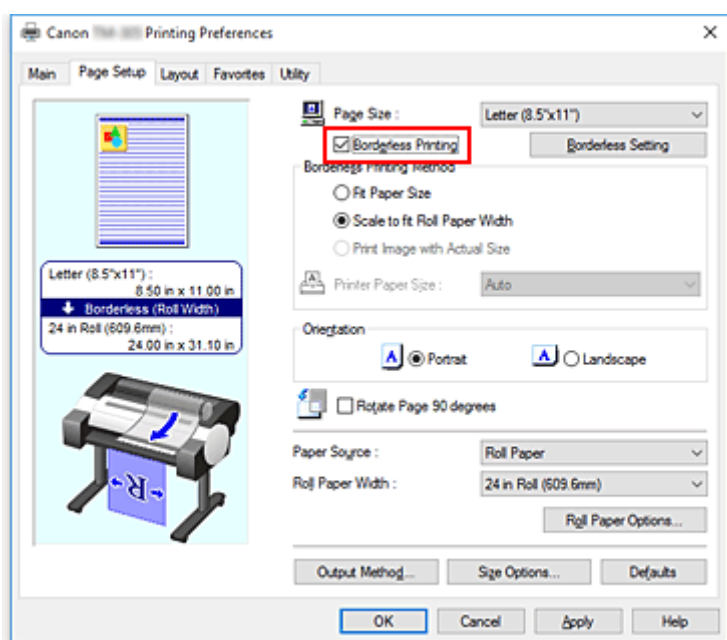 Canon Printing Preferences
Main Page Setup Layout Favorites Utility
Page Size : Letter (8.5"x11")
Borderless Printing Borderless Setting
Borderless Printing Method
Fit Paper Size
Scale to fit Roll Paper Width
Print Image with Actual Size
Printer Paper Size : Auto
Letter (8.5"x11") :
8.50 in x 11.00 in
Borderless (Roll Width)
24 in Roll (609.6mm) :
24.00 in x 31.10 in
Orientation
A Portrait A Landscape
Rotate Page 90 degrees
R
Paper Source : Roll Paper
Roll Paper Width : 24 in Roll (609.6mm)
Roll Paper Options...
Output Method... Size Options... Defaults
OK Cancel Apply Help